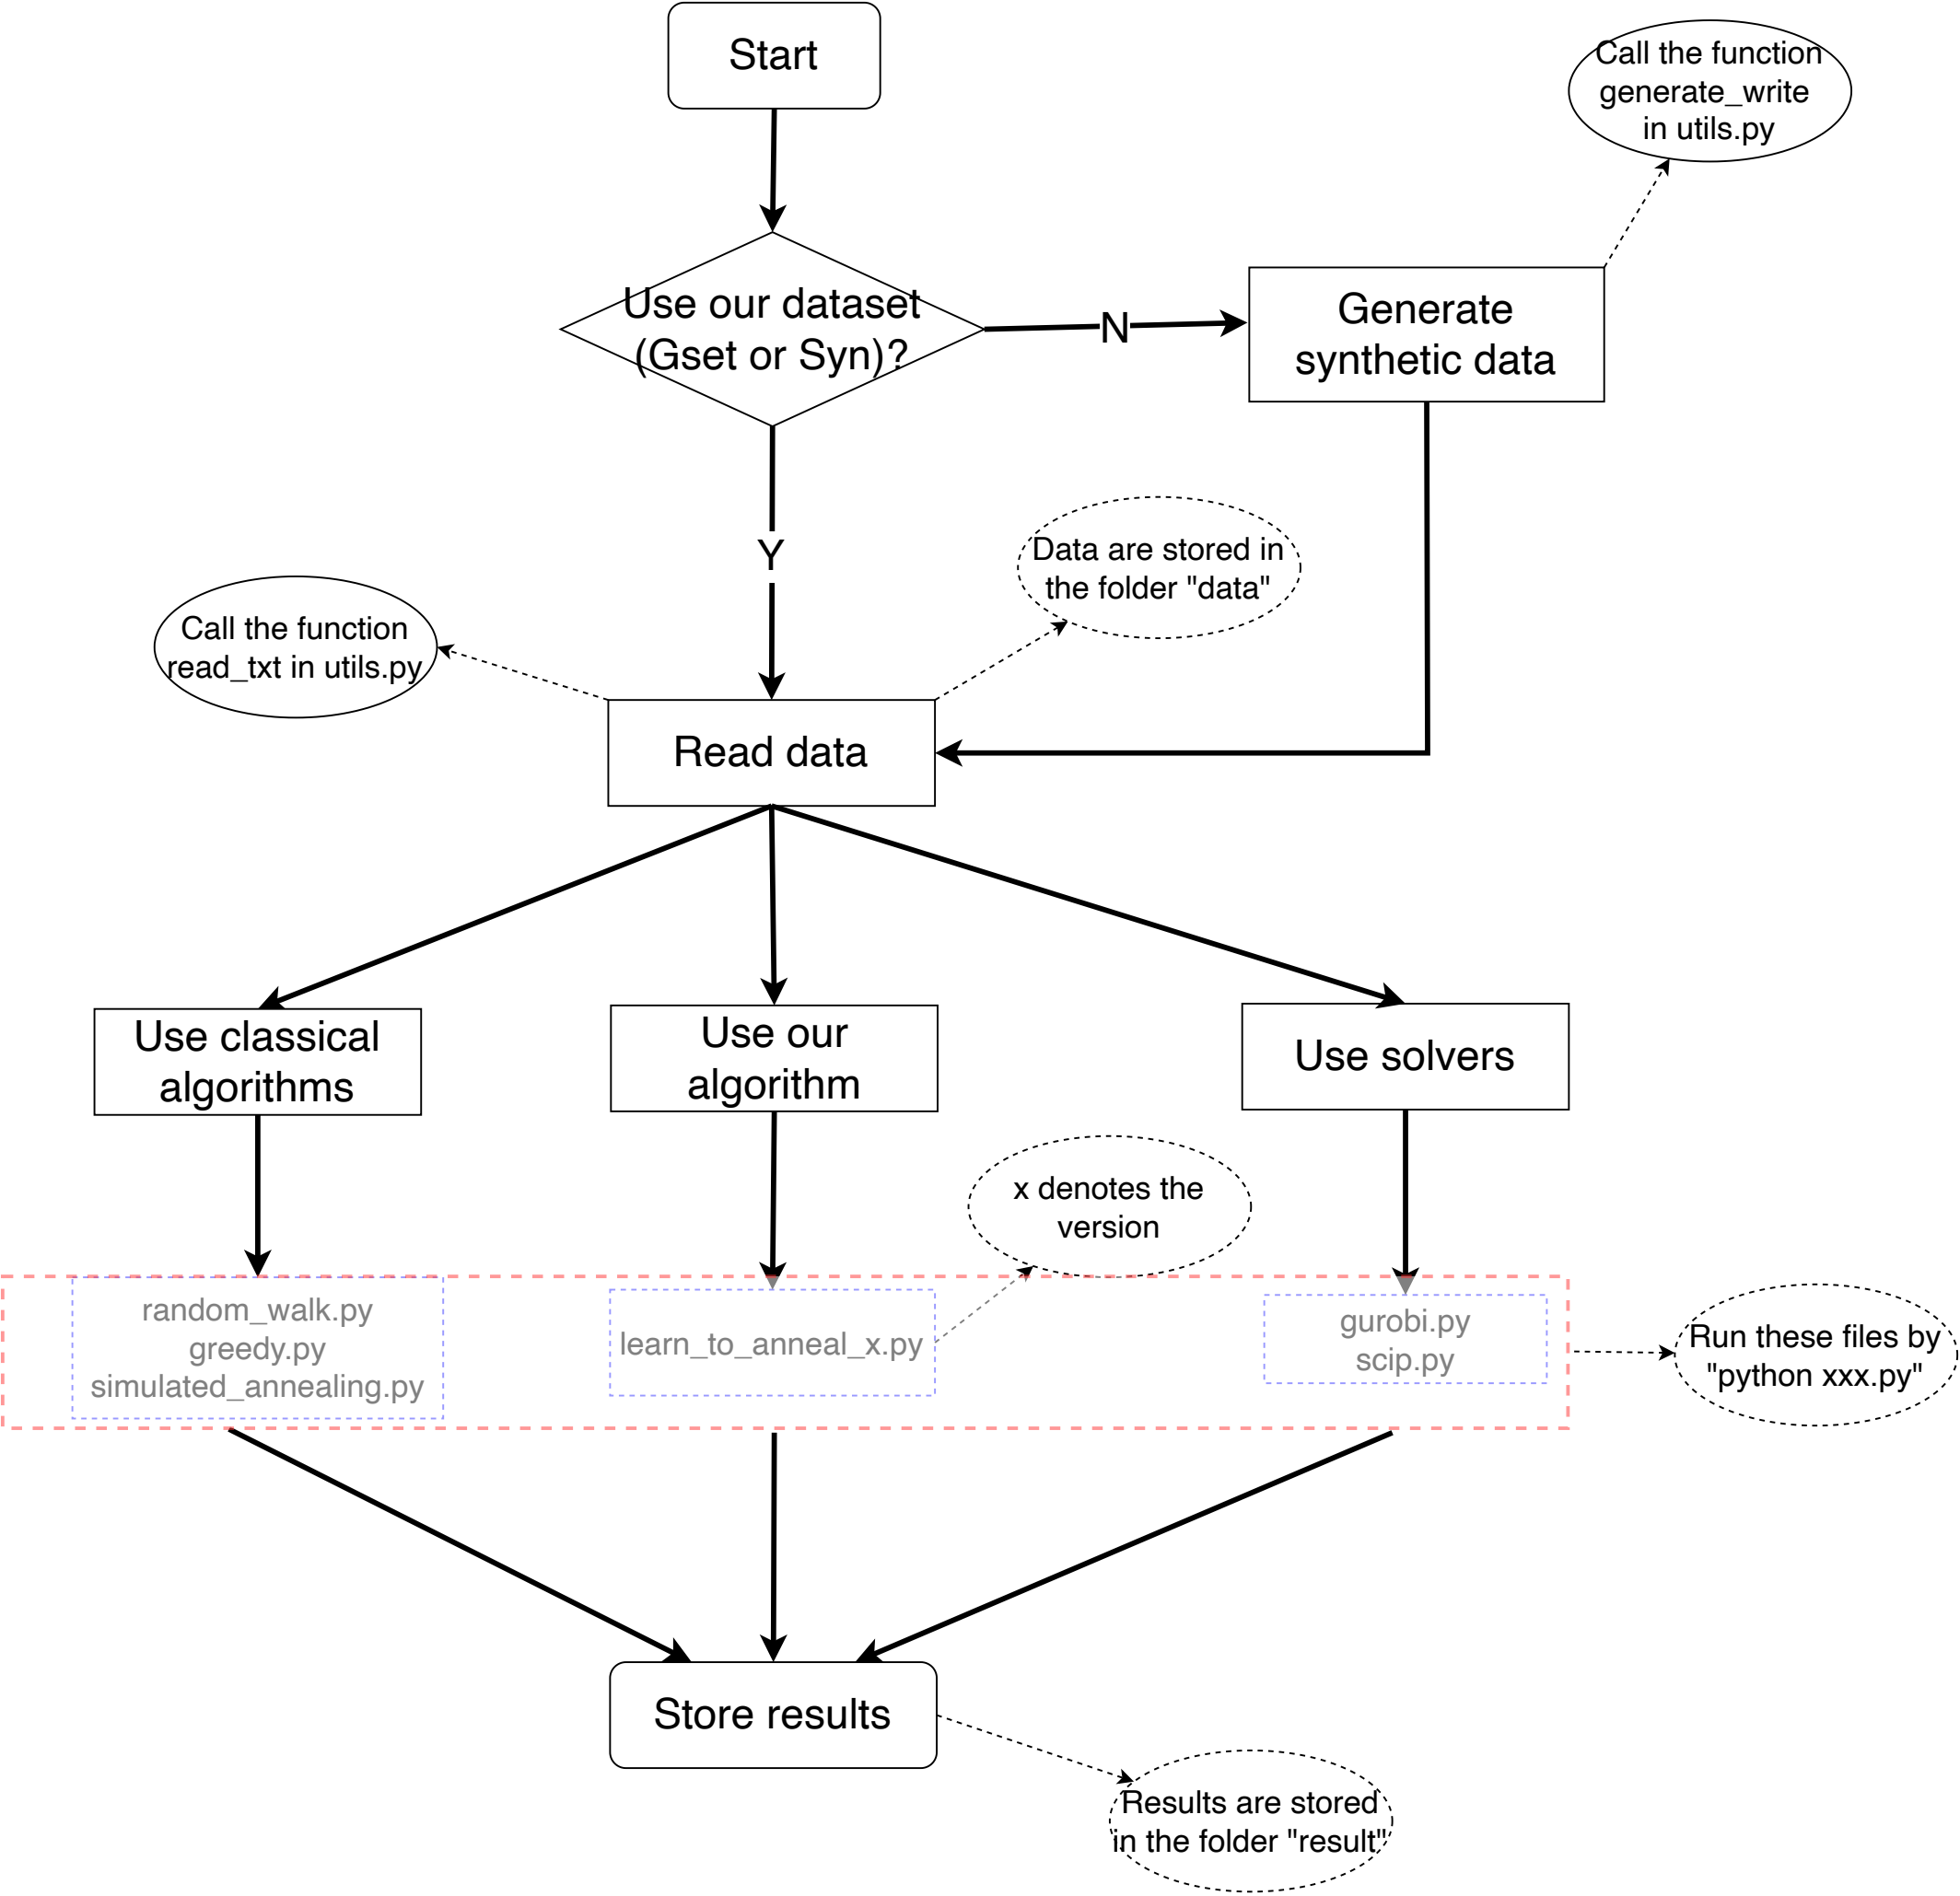 Start
Call the function
generate_write
in utils.py
Use our dataset
(Gset or Syn)?
N
Generate
synthetic data
Y
Data are stored in
the folder "data"
Call the function
read_txt in utils.py
Read data
Use classical
algorithms
Use our
algorithm
Use solvers
x denotes the
version
random_walk.py
greedy.py
simulated_annealing.py
learn_to_anneal_x.py
gurobi.py
scip.py
Run these files by
"python xxx.py"
Store results
Results are stored
in the folder "result"